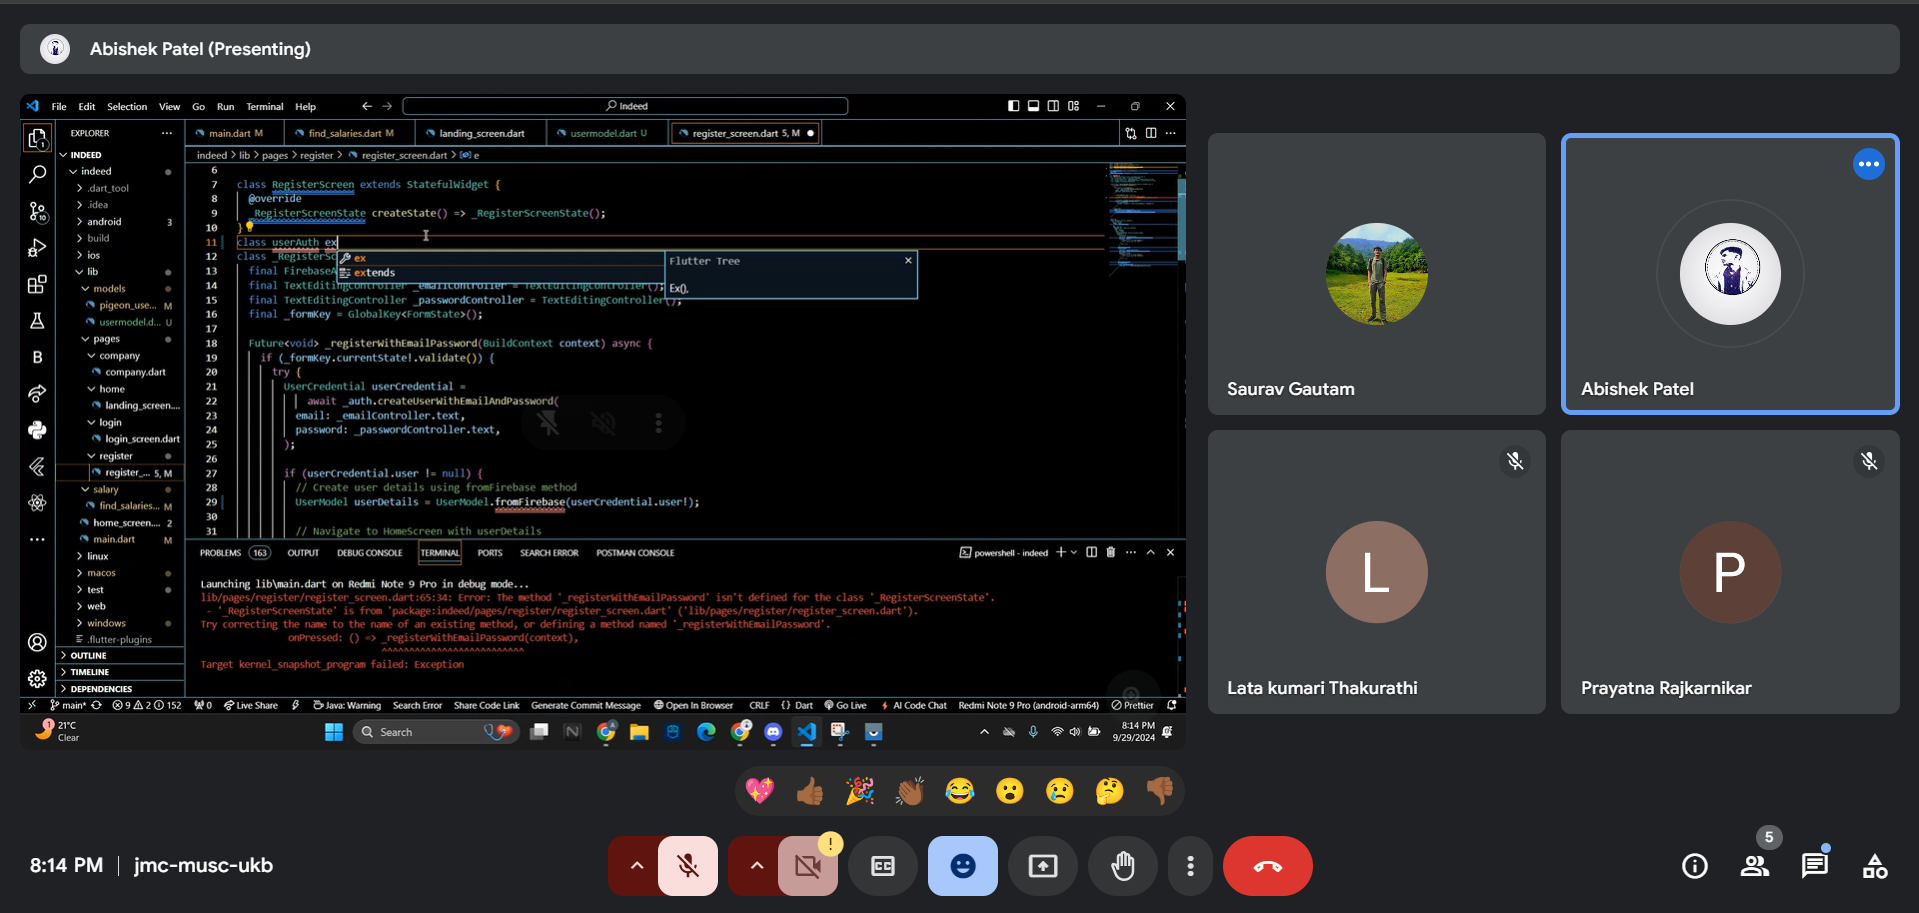 Abishek Patel (Presenting)
File Edit Selection View Go Run Terminal Help
Indeed
EXPLORER
main.dart M
find_salaries.dart M
landing_screen.dart
usermodel.dart U
register_screen.dart 5, M
indeed > lib > pages > register > register_screen.dart > e
INDEED
indeed
.dart_tool
.idea
android 3
build
ios
lib
models
pigeon_use... M
usermodel.d... U
pages
company
company.dart
home
landing_screen....
login
login_screen.dart
register
register_... 5, M
salary
find_salaries... M
home_screen.... 2
main.dart M
linux
macos
test
web
windows
.flutter-plugins
OUTLINE
TIMELINE
DEPENDENCIES
6
7 class RegisterScreen extends StatefulWidget {
8 @override
9 _RegisterScreenState createState() => _RegisterScreenState();
10 }
11 class userAuth ex
12 class _RegisterSc
13 final FirebaseA
14 final TextEditingController _emailController = TextEditingController();
15 final TextEditingController _passwordController = TextEditingController();
16 final _formKey = GlobalKey<FormState>();
17
18 Future<void> _registerWithEmailPassword(BuildContext context) async {
19 if (_formKey.currentState!.validate()) {
20 try {
21 UserCredential userCredential =
22 await _auth.createUserWithEmailAndPassword(
23 email: _emailController.text,
24 password: _passwordController.text,
25 );
26
27 if (userCredential.user != null) {
28 // Create user details using fromFirebase method
29 UserModel userDetails = UserModel.fromFirebase(userCredential.user!);
30
31 // Navigate to HomeScreen with userDetails
ex
extends
Flutter Tree
Ex(),
PROBLEMS 163 OUTPUT DEBUG CONSOLE TERMINAL PORTS SEARCH ERROR POSTMAN CONSOLE
powershell - indeed
Launching lib\main.dart on Redmi Note 9 Pro in debug mode...
lib/pages/register/register_screen.dart:65:34: Error: The method '_registerWithEmailPassword' isn't defined for the class '_RegisterScreenState'.
- '_RegisterScreenState' is from 'package:indeed/pages/register/register_screen.dart' ('lib/pages/register/register_screen.dart').
Try correcting the name to the name of an existing method, or defining a method named '_registerWithEmailPassword'.
onPressed: () => _registerWithEmailPassword(context),
^^^^^^^^^^^^^^^^^^^^^^^^^^
Target kernel_snapshot_program failed: Exception
main* 9 2 152 0 Live Share Java: Warning Search Error Share Code Link Generate Commit Message Open In Browser CRLF {} Dart Go Live AI Code Chat Redmi Note 9 Pro (android-arm64) Prettier
21°C
Clear
Search
8:14 PM
9/29/2024
Saurav Gautam
Abishek Patel
L
Lata kumari Thakurathi
P
Prayatna Rajkarnikar
8:14 PM | jmc-musc-ukb
CC
5